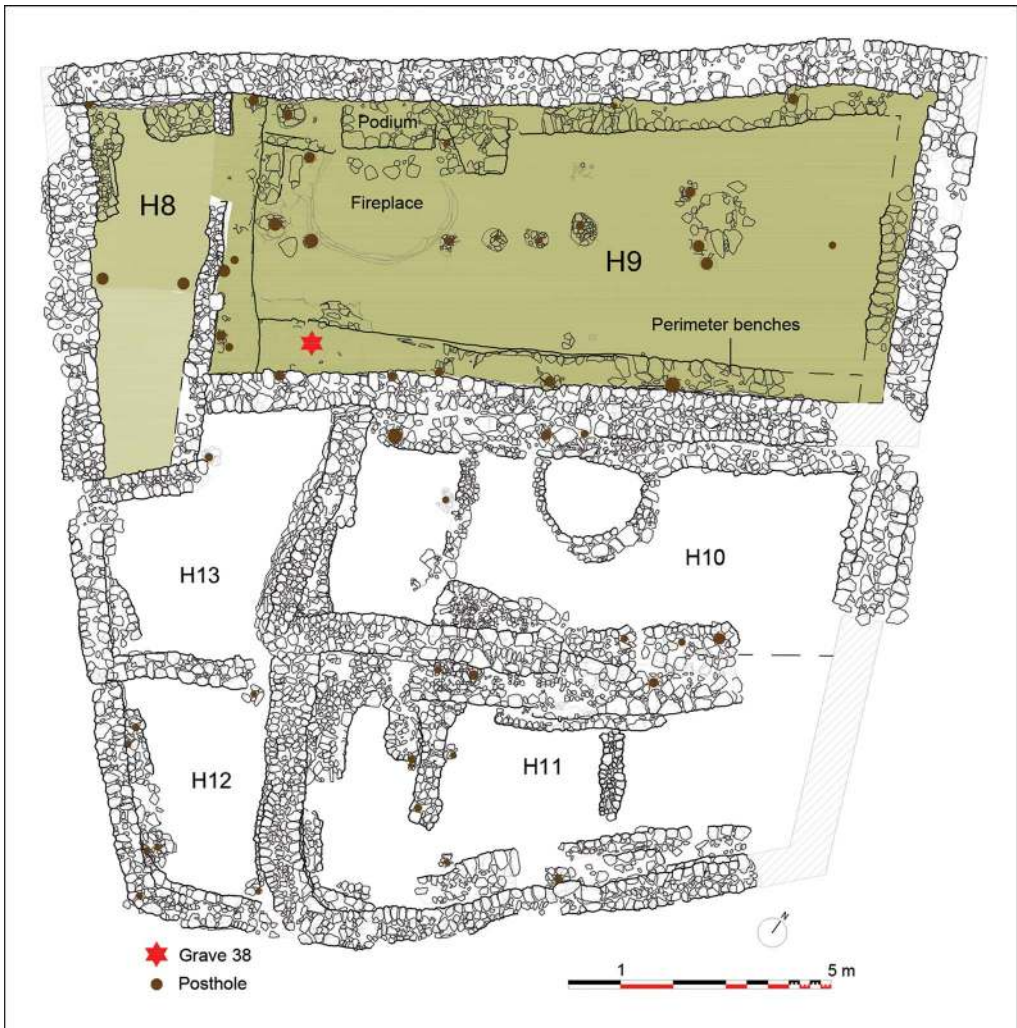 Podium
H8
Fireplace
H9
Perimeter benches
H13
H10
H12
H11
N
Grave 38
Posthole
1
5 m